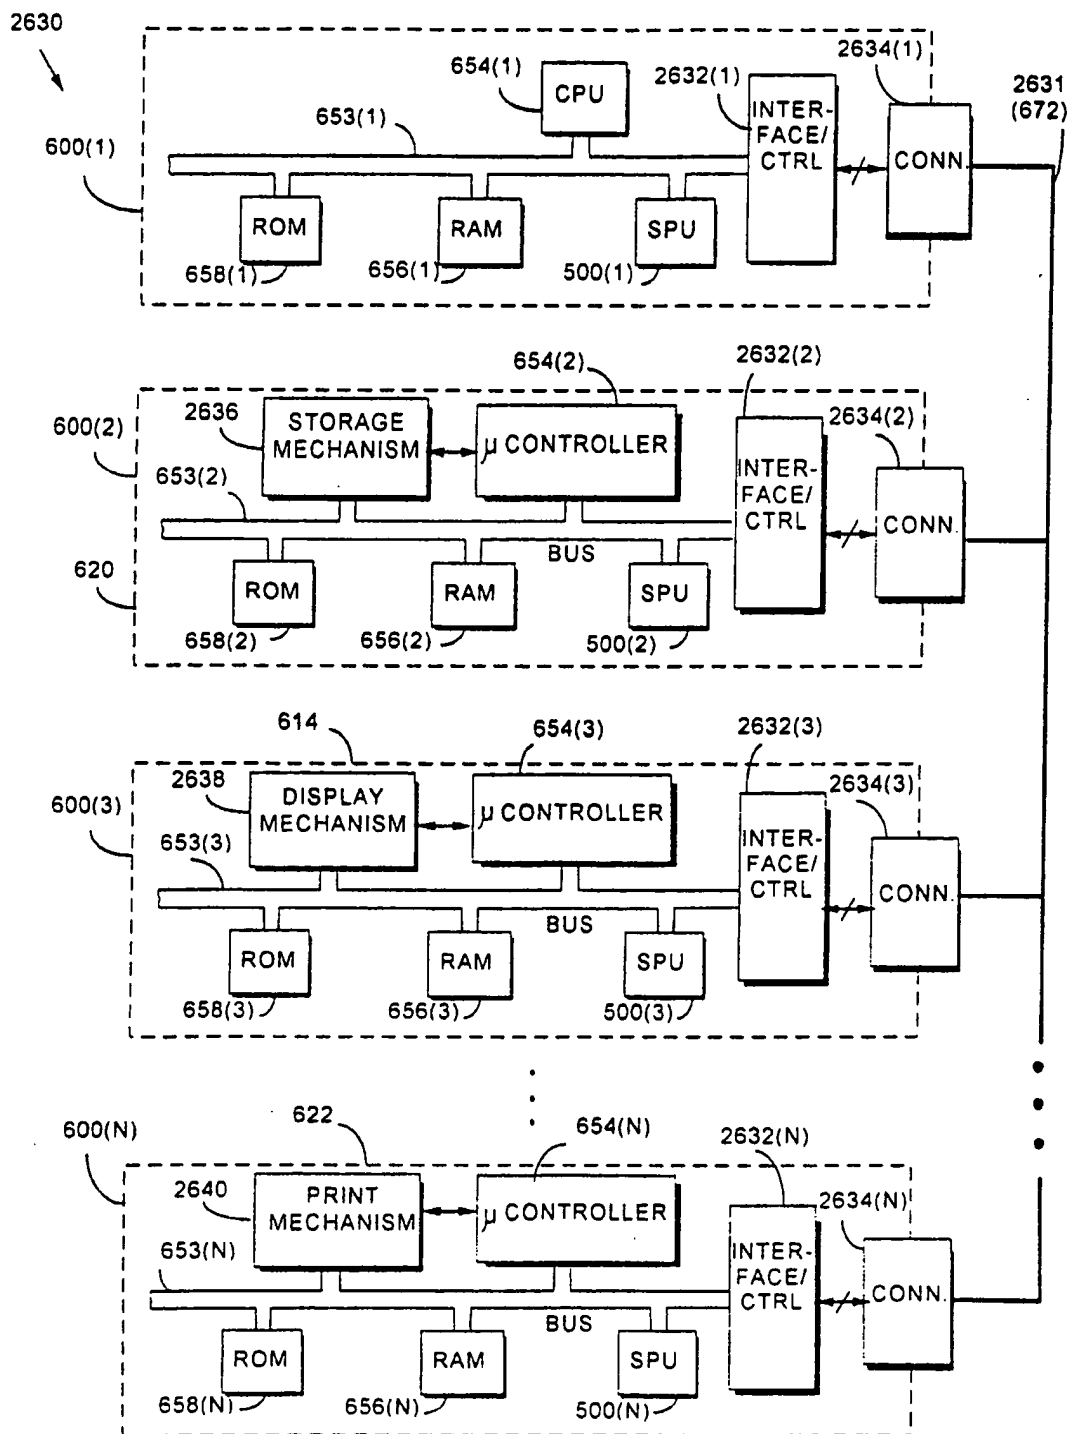 2630
600(1)
653(1)
654(1)
CPU
2632(1)
INTER-
FACE/
CTRL
2634(1)
CONN.
2631
(672)
ROM
658(1)
RAM
656(1)
SPU
500(1)
600(2)
620
2636
STORAGE
MECHANISM
654(2)
μ CONTROLLER
653(2)
BUS
2632(2)
INTER-
FACE/
CTRL
2634(2)
CONN.
ROM
658(2)
RAM
656(2)
SPU
500(2)
600(3)
614
2638
DISPLAY
MECHANISM
654(3)
μ CONTROLLER
653(3)
BUS
2632(3)
INTER-
FACE/
CTRL
2634(3)
CONN.
ROM
658(3)
RAM
656(3)
SPU
500(3)
600(N)
622
2640
PRINT
MECHANISM
654(N)
μ CONTROLLER
653(N)
BUS
2632(N)
INTER-
FACE/
CTRL
2634(N)
CONN.
ROM
658(N)
RAM
656(N)
SPU
500(N)